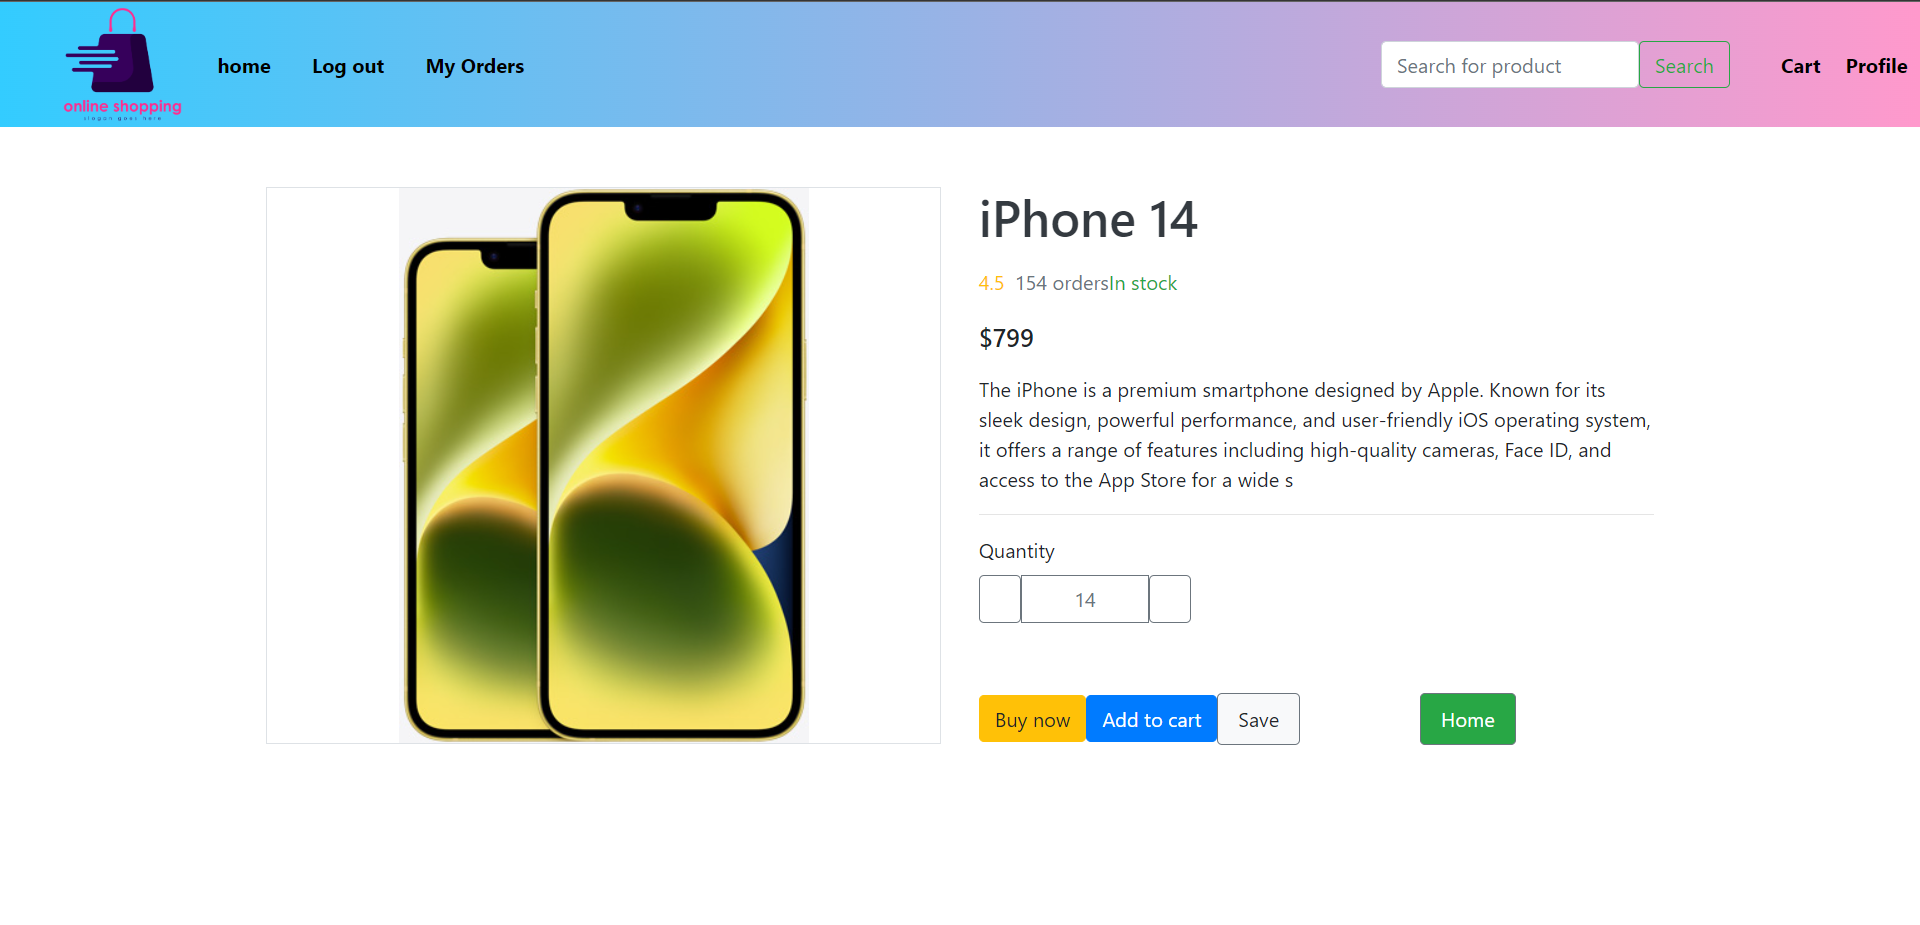 online shopping
slogan goes here
home Log out My Orders
Search for product Search Cart Profile
iPhone 14
4.5 154 ordersIn stock
$799
The iPhone is a premium smartphone designed by Apple. Known for its
sleek design, powerful performance, and user-friendly iOS operating system,
it offers a range of features including high-quality cameras, Face ID, and
access to the App Store for a wide s
Quantity
14
Buy now Add to cart Save Home